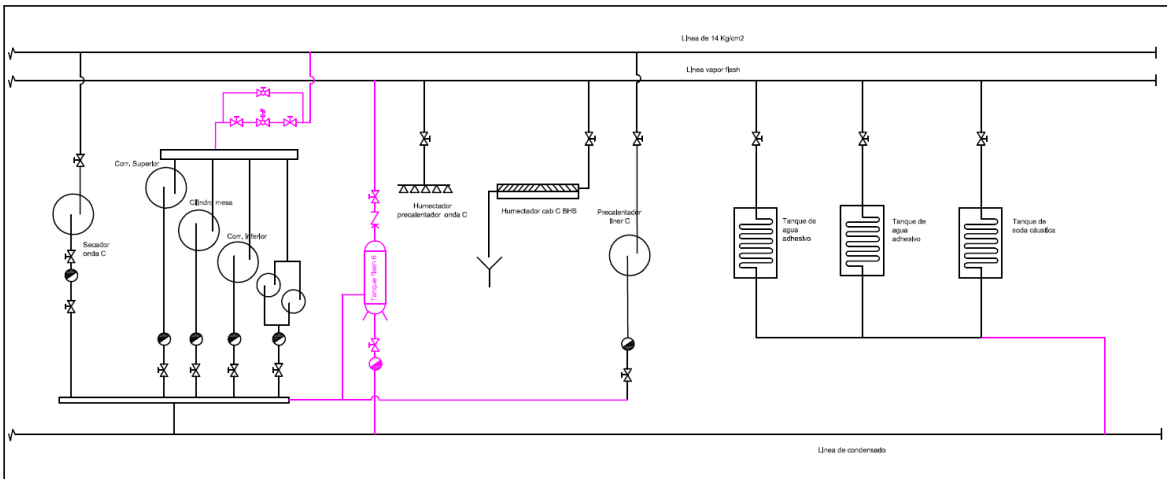 Línea de 14 Kg/cm2
Línea vapor flash
Corr. Superior
Cilindro mesa
Corr. Inferior
Secador
onda C
Tanque flash 6
Humectador
precalentador onda C
Humectador cab C BHS
Precalentador
liner C
Tanque de
agua
adhesivo
Tanque de
agua
adhesivo
Tanque de
soda cáustica
Línea de condensado